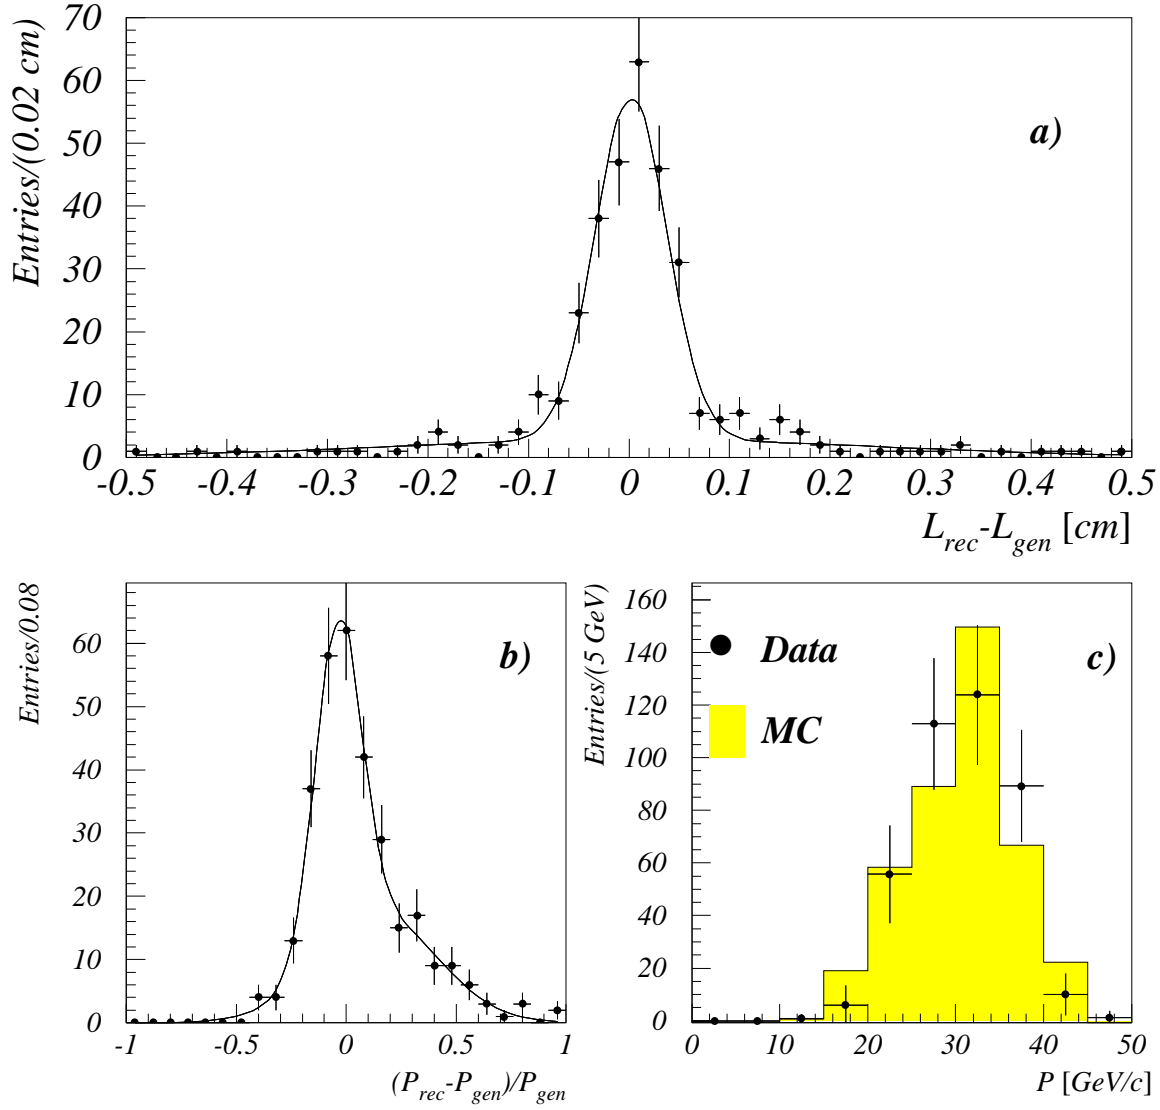 Entries/(0.02 cm)
70
60
50
40
30
20
10
0
a)
-0.5 -0.4 -0.3 -0.2 -0.1 0 0.1 0.2 0.3 0.4 0.5
L_rec-L_gen [cm]
Entries/0.08
60
40
20
0
b)
-1 -0.5 0 0.5 1
(P_rec-P_gen)/P_gen
Entries/(5 GeV)
160
140
120
100
80
60
40
20
0
Data
MC
c)
0 10 20 30 40 50
P [GeV/c]